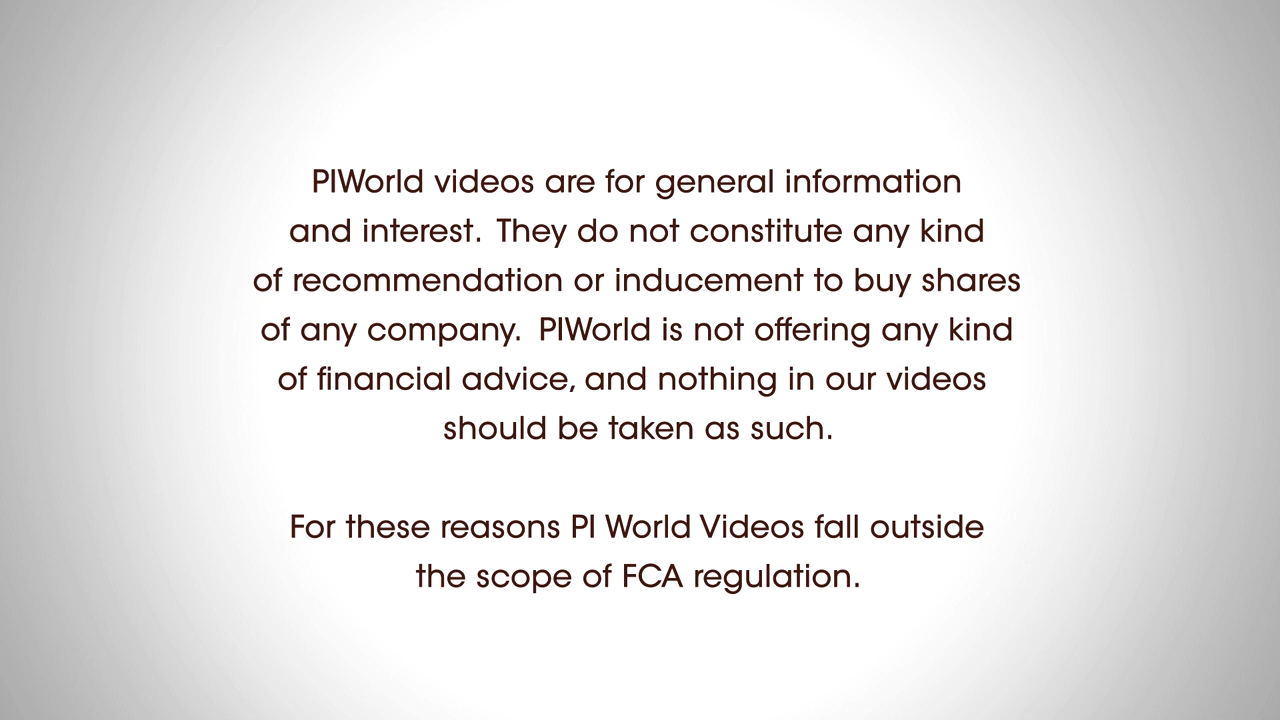 PIWorld videos are for general information
and interest. They do not constitute any kind
of recommendation or inducement to buy shares
of any company. PIWorld is not offering any kind
of financial advice, and nothing in our videos
should be taken as such.
For these reasons PI World Videos fall outside
the scope of FCA regulation.